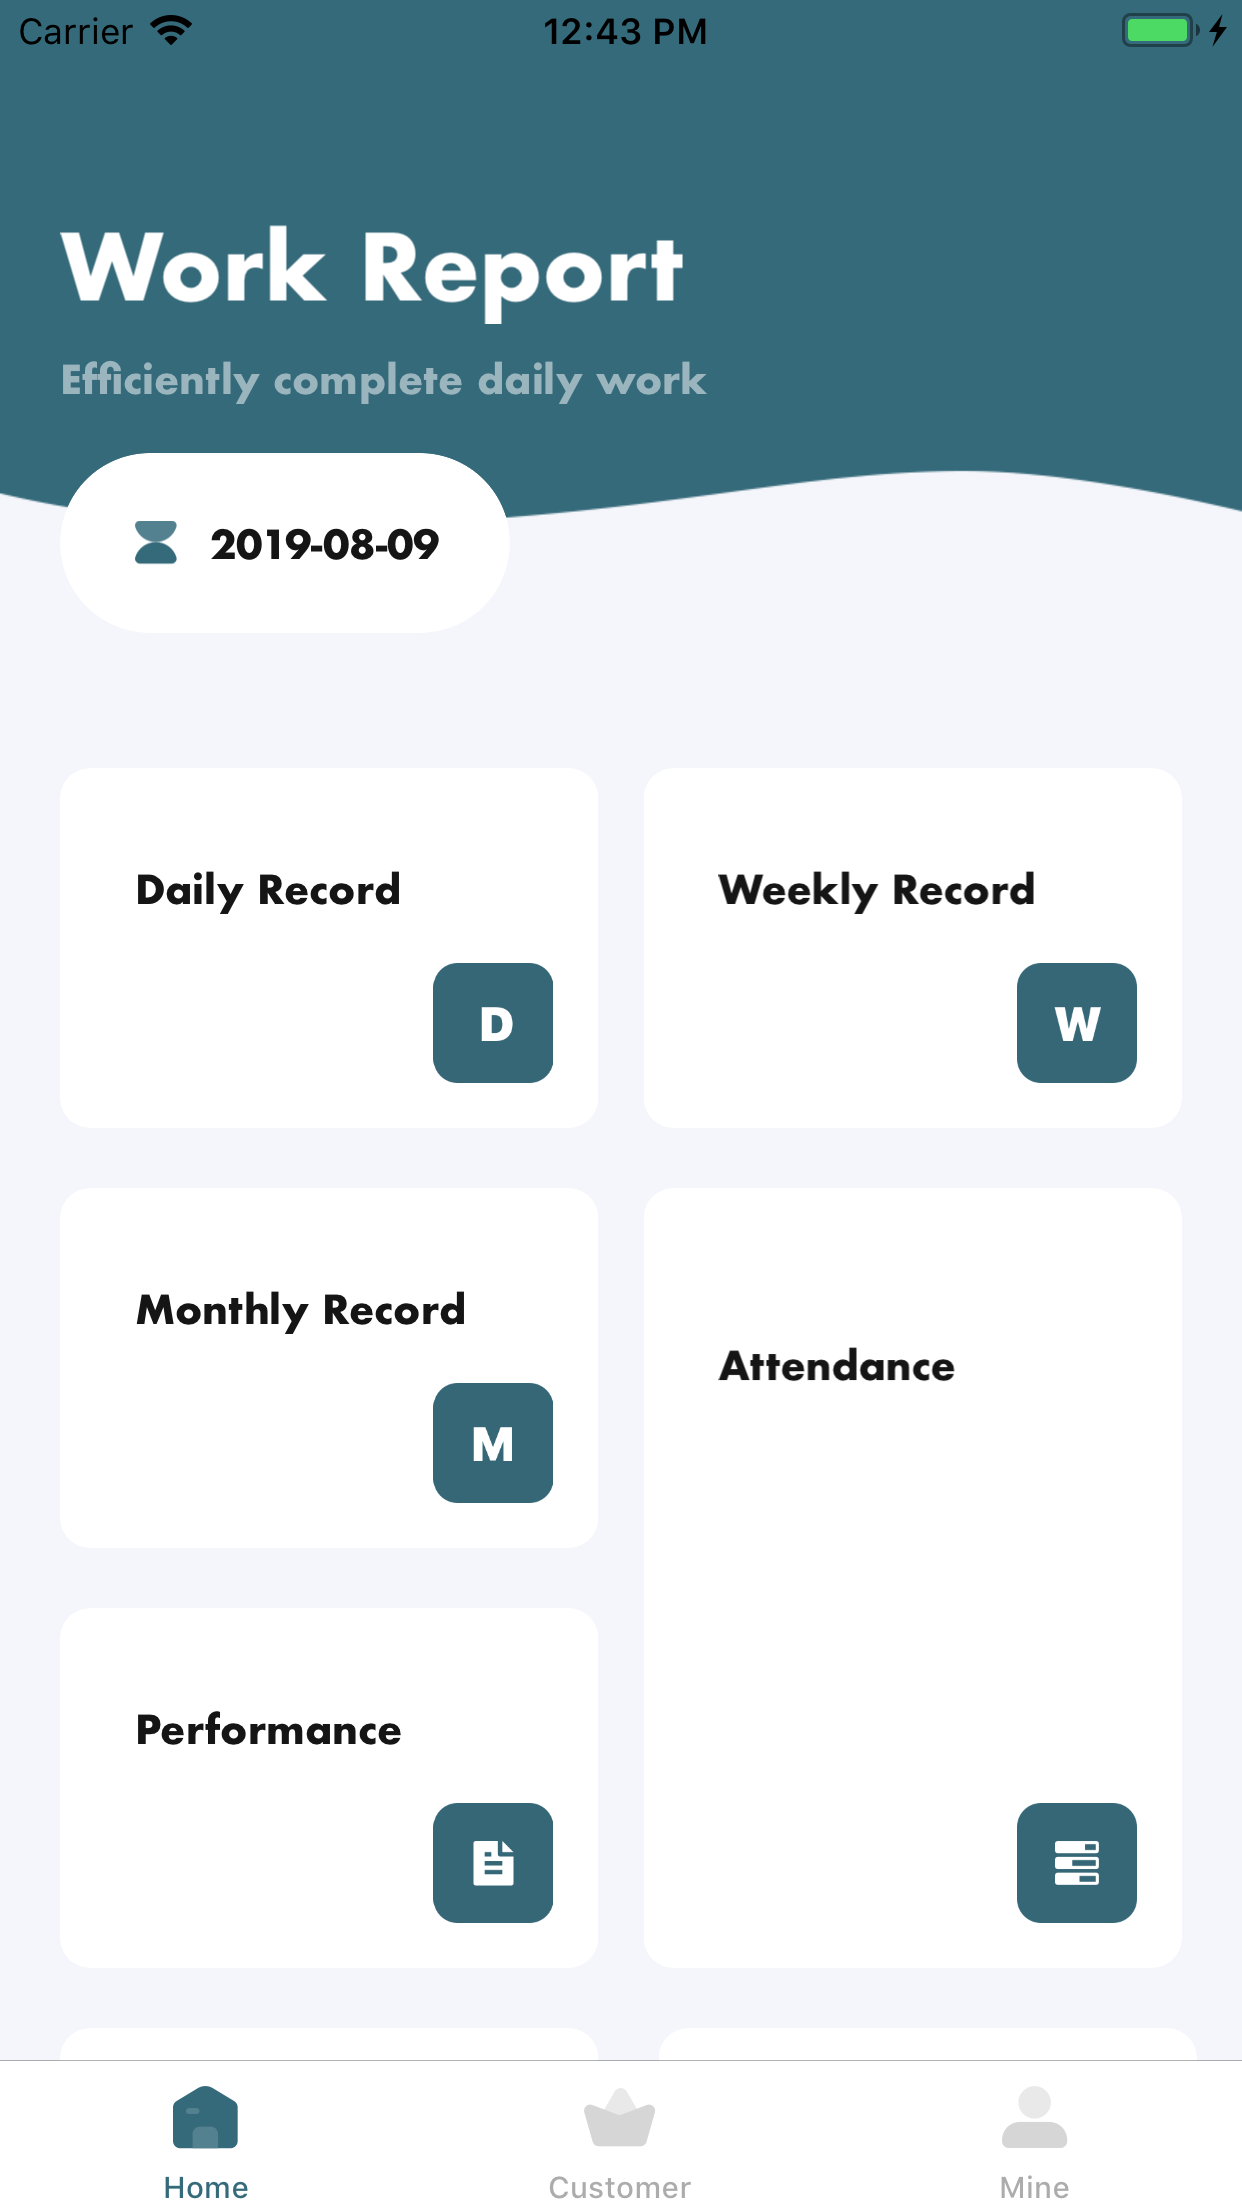 Carrier 12:43 PM
Work Report
Efficiently complete daily work
2019-08-09
Daily Record
Weekly Record
D
W
Monthly Record
Attendance
M
Performance
Home
Customer
Mine